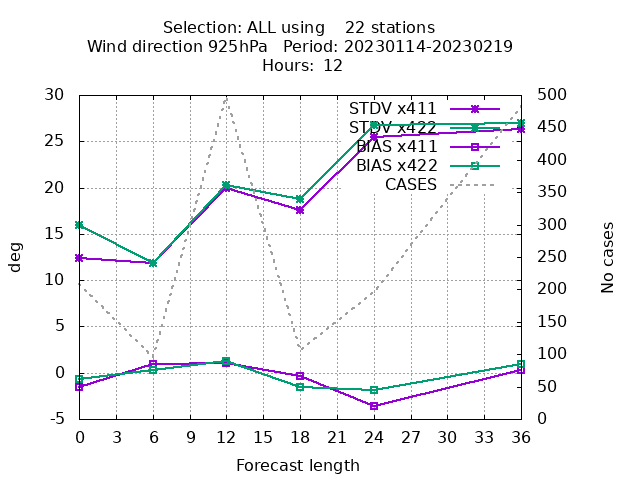 Selection: ALL using    22 stations
Wind direction 925hPa   Period: 20230114-20230219
Hours:  12
30
25
20
15
10
5
0
-5
deg
500
450
400
350
300
250
200
150
100
50
0
No cases
STDV x411
STDV x422
BIAS x411
BIAS x422
CASES
0 3 6 9 12 15 18 21 24 27 30 33 36
Forecast length